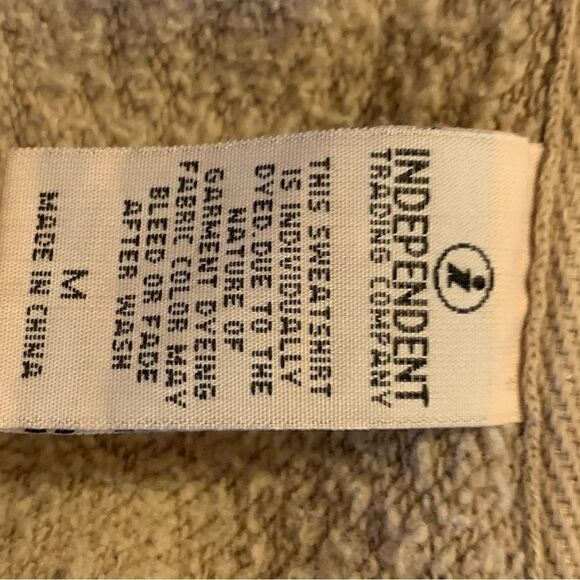 INDEPENDENT
TRADING COMPANY
THIS SWEATSHIRT
IS INDIVIDUALLY
DYED. DUE TO THE
NATURE OF
GARMENT DYEING
FABRIC COLOR MAY
BLEED OR FADE
AFTER WASH
M
MADE IN CHINA